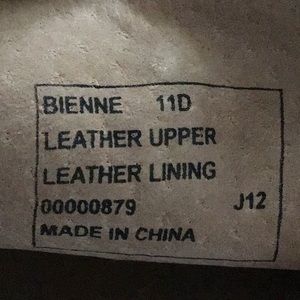 BIENNE 11D
LEATHER UPPER
LEATHER LINING
00000879 J12
MADE IN CHINA